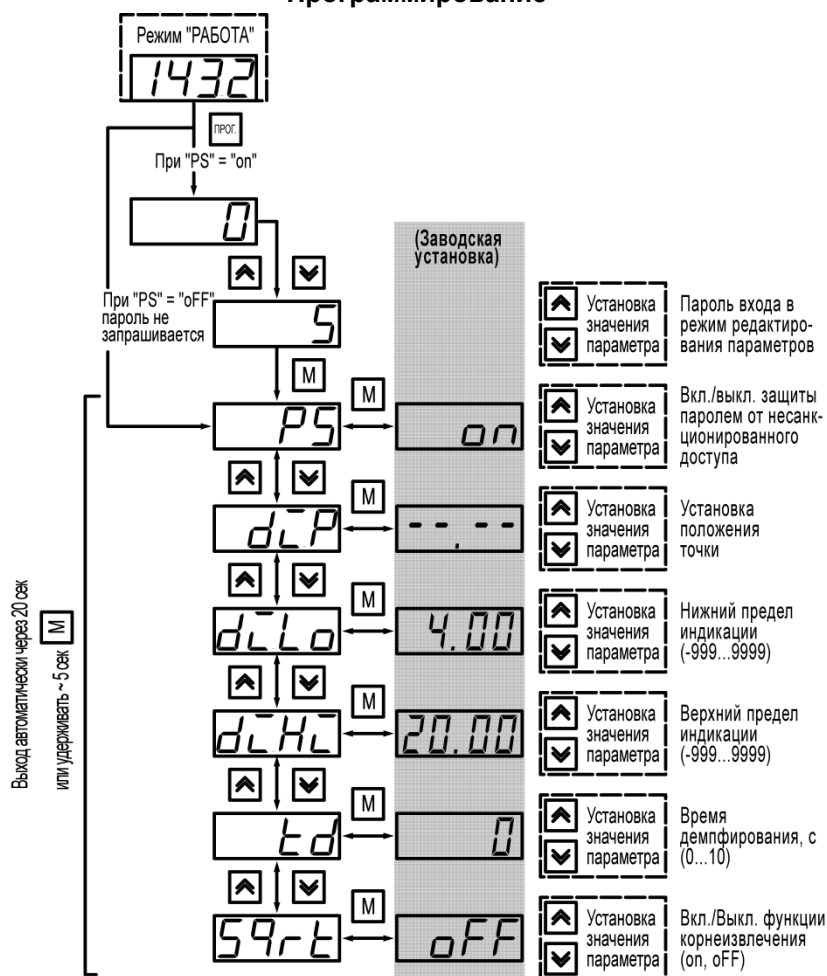 Программирование
Режим "РАБОТА"
1432
ПРОГ.
При "PS" = "on"
0
(Заводская
установка)
При "PS" = "oFF"
пароль не
запрашивается
5
Установка
значения
параметра
Пароль входа в
режим редактиро-
вания параметров
M
M
PS
on
Установка
значения
параметра
Вкл./выкл. защиты
паролем от несанк-
ционированного
доступа
M
diP
--.--
Установка
значения
параметра
Установка
положения
точки
M
diLo
4.00
Установка
значения
параметра
Нижний предел
индикации
(-999...9999)
M
diHi
20.00
Установка
значения
параметра
Верхний предел
индикации
(-999...9999)
M
td
0
Установка
значения
параметра
Время
демпфирования, с
(0...10)
M
Sqrt
oFF
Установка
значения
параметра
Вкл./Выкл. функции
корнеизвлечения
(on, oFF)
Выход автоматически через 20 сек
или удерживать ~ 5 сек M